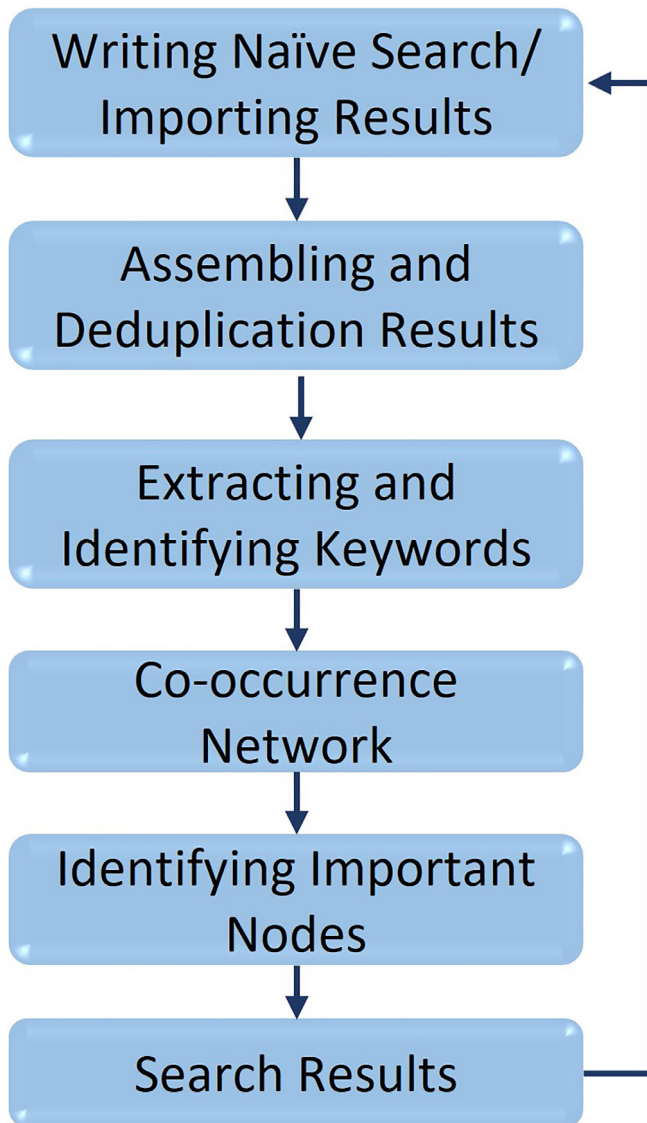 Writing Naïve Search/
Importing Results
Assembling and
Deduplication Results
Extracting and
Identifying Keywords
Co-occurrence
Network
Identifying Important
Nodes
Search Results